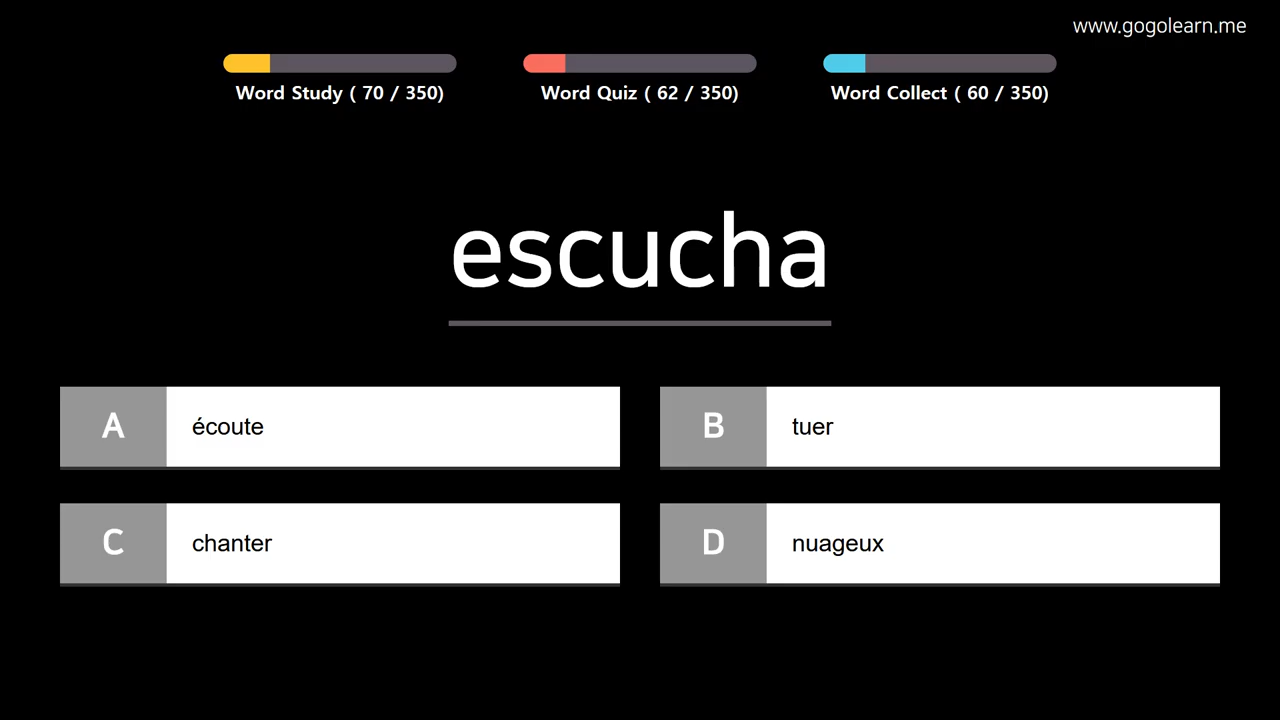 www.gogolearn.me
Word Study ( 70 / 350)
Word Quiz ( 62 / 350)
Word Collect ( 60 / 350)
escucha
A écoute
B tuer
C chanter
D nuageux